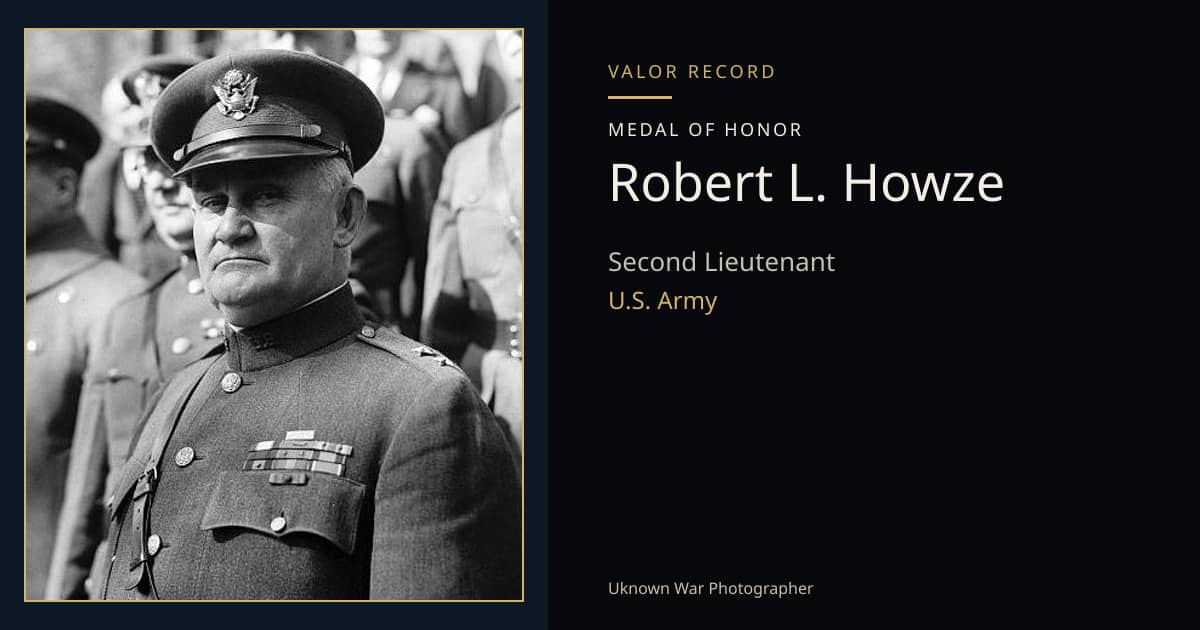 VALOR RECORD
MEDAL OF HONOR
Robert L. Howze
Second Lieutenant
U.S. Army
Uknown War Photographer